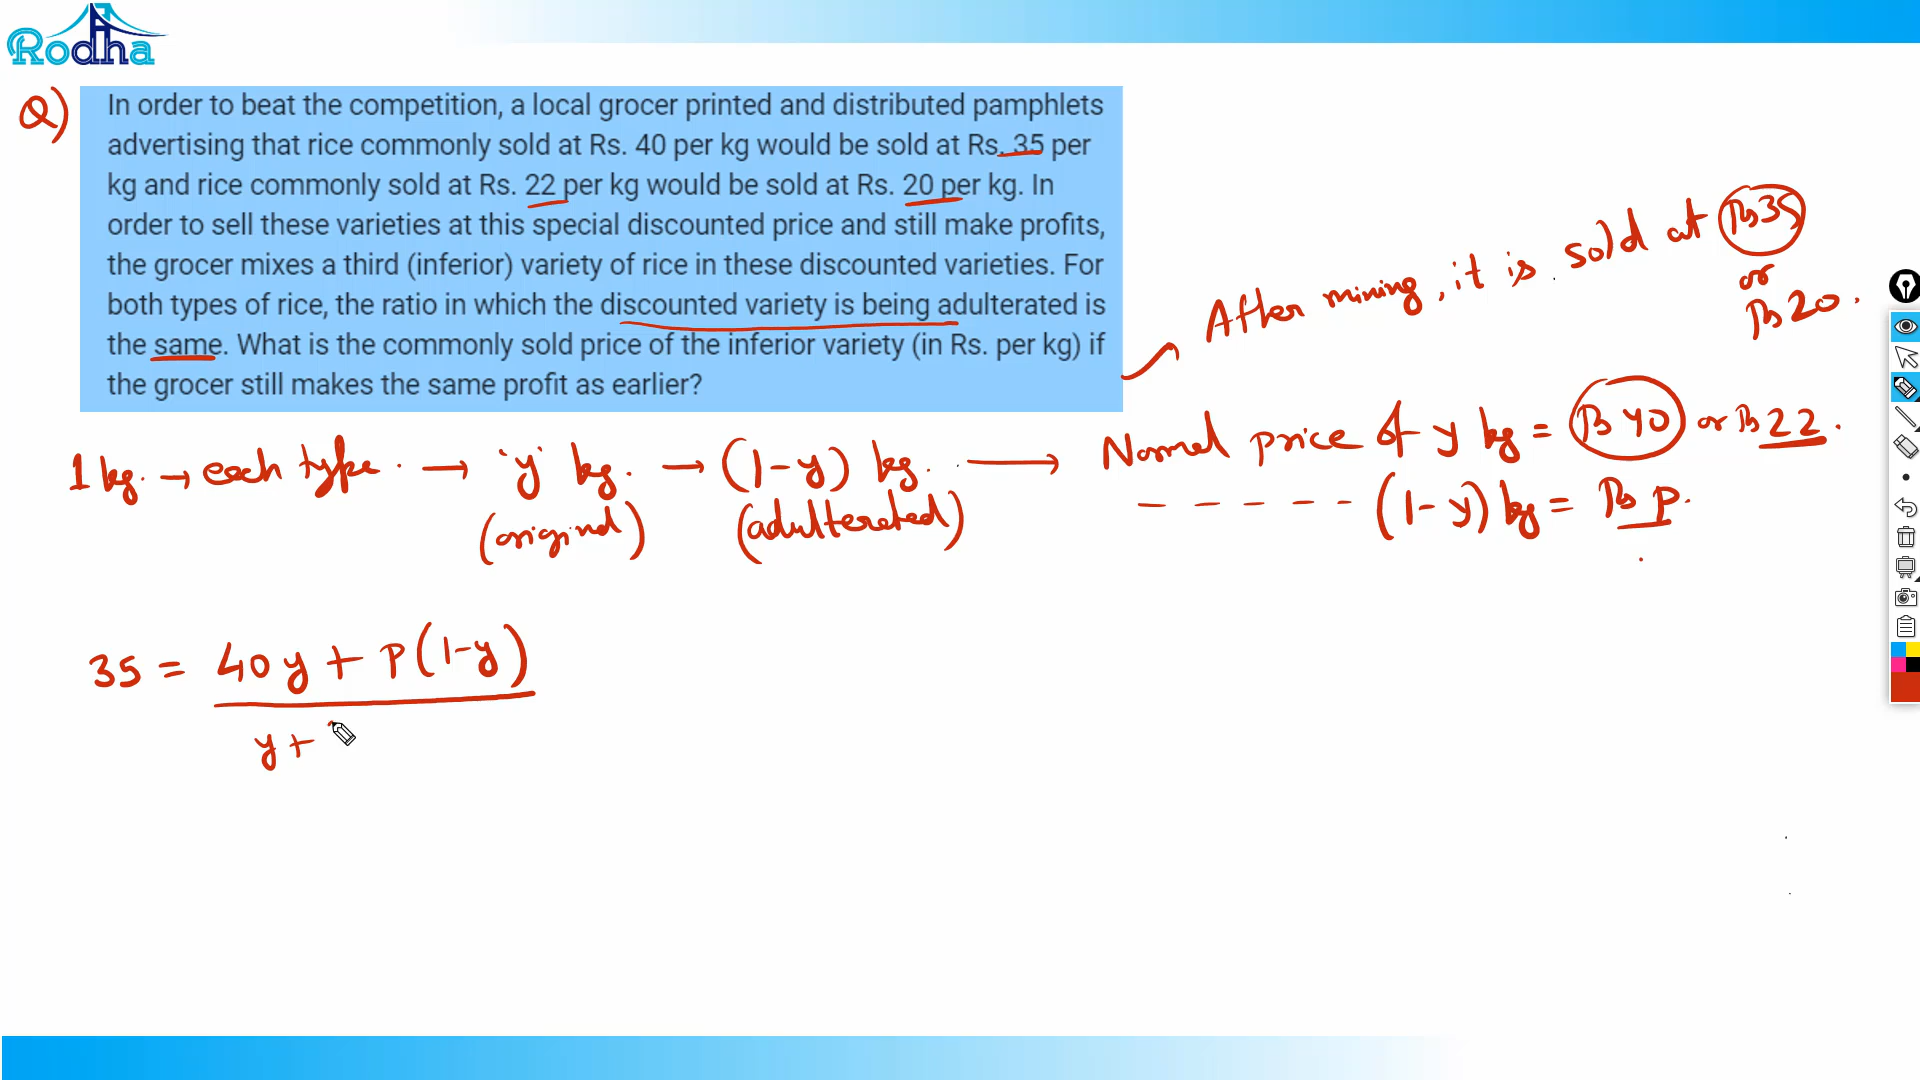 Rodha
Q)
In order to beat the competition, a local grocer printed and distributed pamphlets
advertising that rice commonly sold at Rs. 40 per kg would be sold at Rs. 35 per
kg and rice commonly sold at Rs. 22 per kg would be sold at Rs. 20 per kg. In
order to sell these varieties at this special discounted price and still make profits,
the grocer mixes a third (inferior) variety of rice in these discounted varieties. For
both types of rice, the ratio in which the discounted variety is being adulterated is
the same. What is the commonly sold price of the inferior variety (in Rs. per kg) if
the grocer still makes the same profit as earlier?
After mixing, it is sold at Rs 35
or
Rs 20.
1 kg. → each type. → 'y' kg. → (1-y) kg. → Normal price of y kg = Rs 40 or Rs 22.
(original) (adulterated) - - - - - - (1-y) kg = Rs p.
35 = 40y + p(1-y)
y +